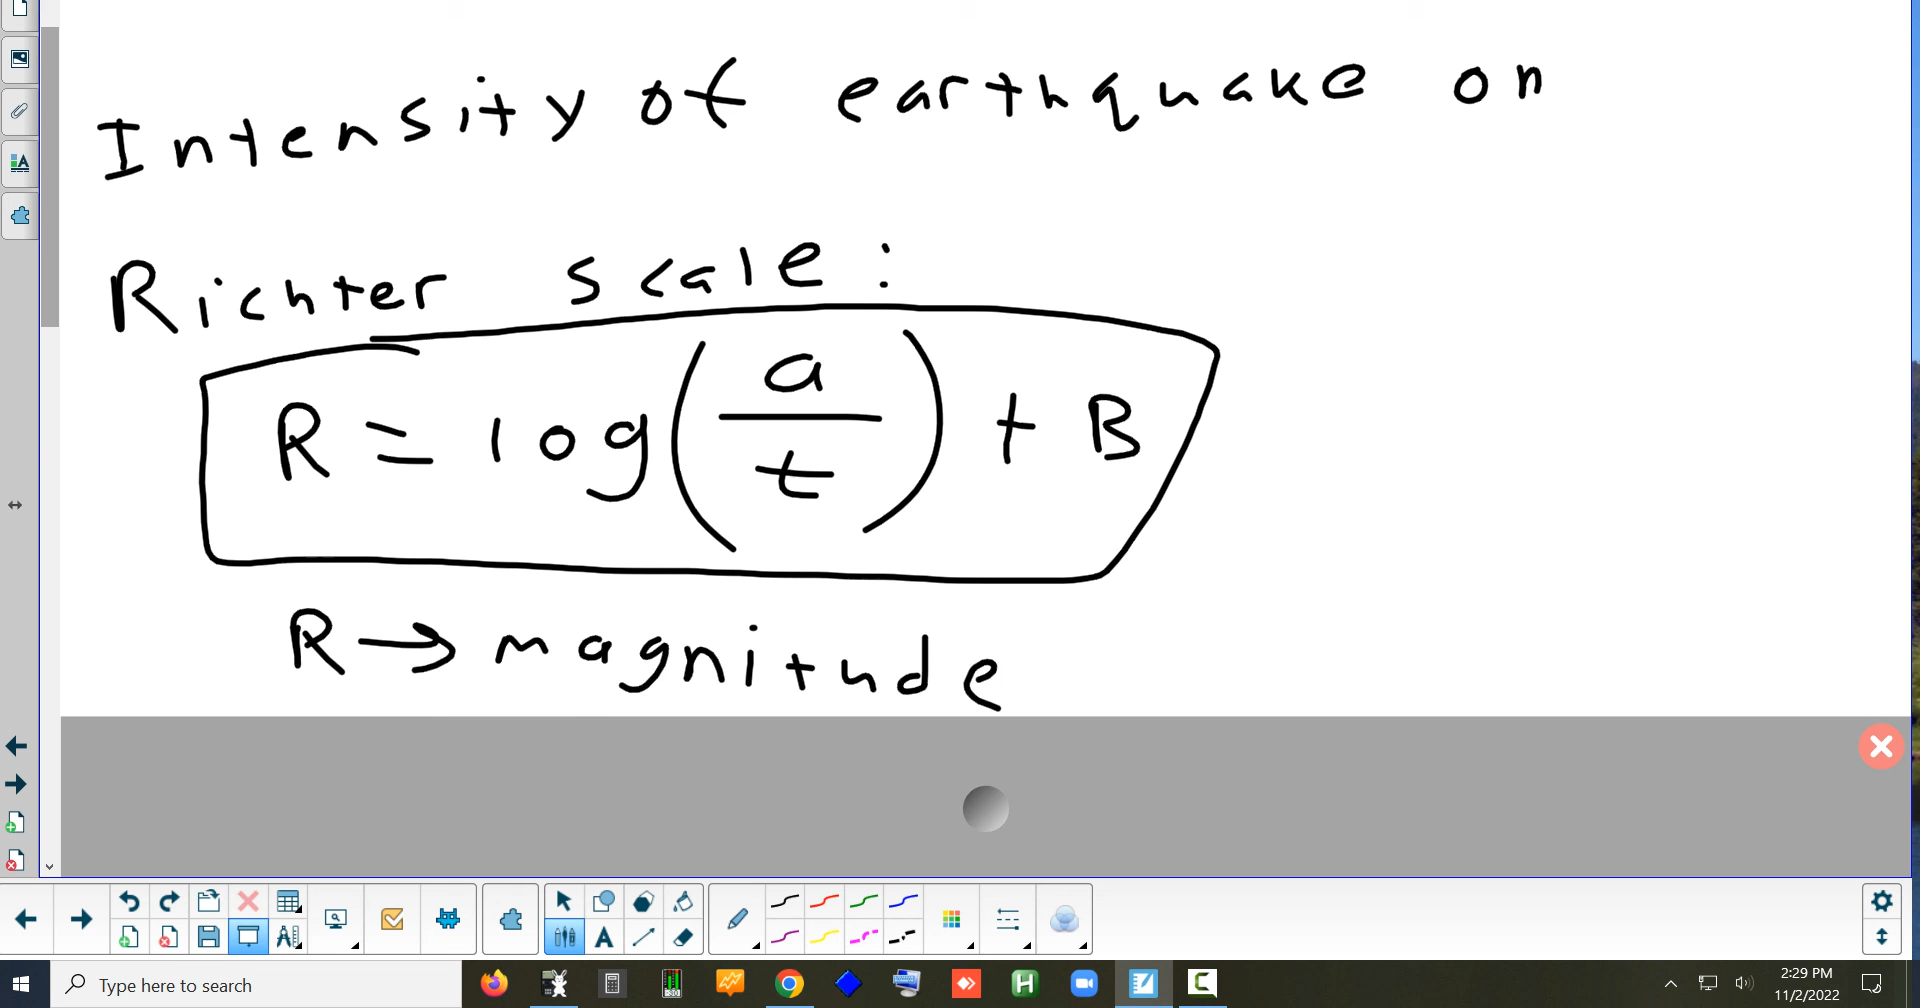 Intensity of earthquake on
Richter scale:
R = log(a/t) + B
R → magnitude
A
Type here to search
H
C
2:29 PM
11/2/2022